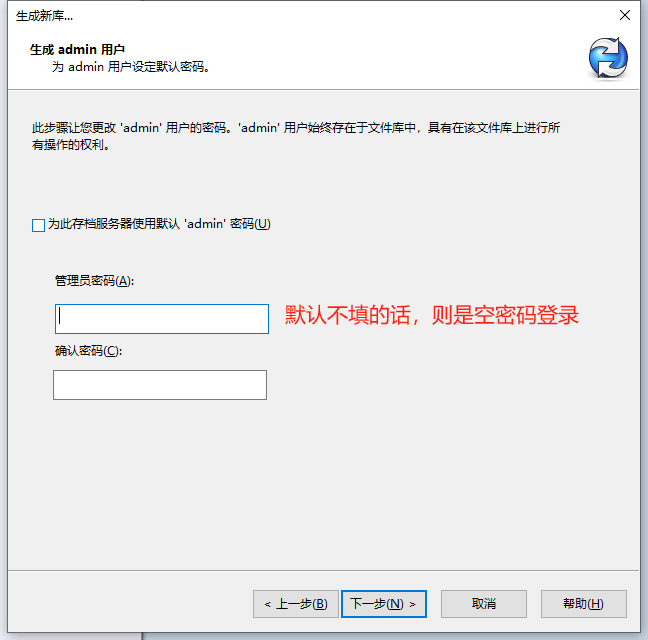 生成新库...
生成 admin 用户
为 admin 用户设定默认密码。
此步骤让您更改 'admin' 用户的密码。'admin' 用户始终存在于文件库中，具有在该文件库上进行所
有操作的权利。
为此存档服务器使用默认 'admin' 密码(U)
管理员密码(A):
默认不填的话，则是空密码登录
确认密码(C):
< 上一步(B) 下一步(N) > 取消 帮助(H)